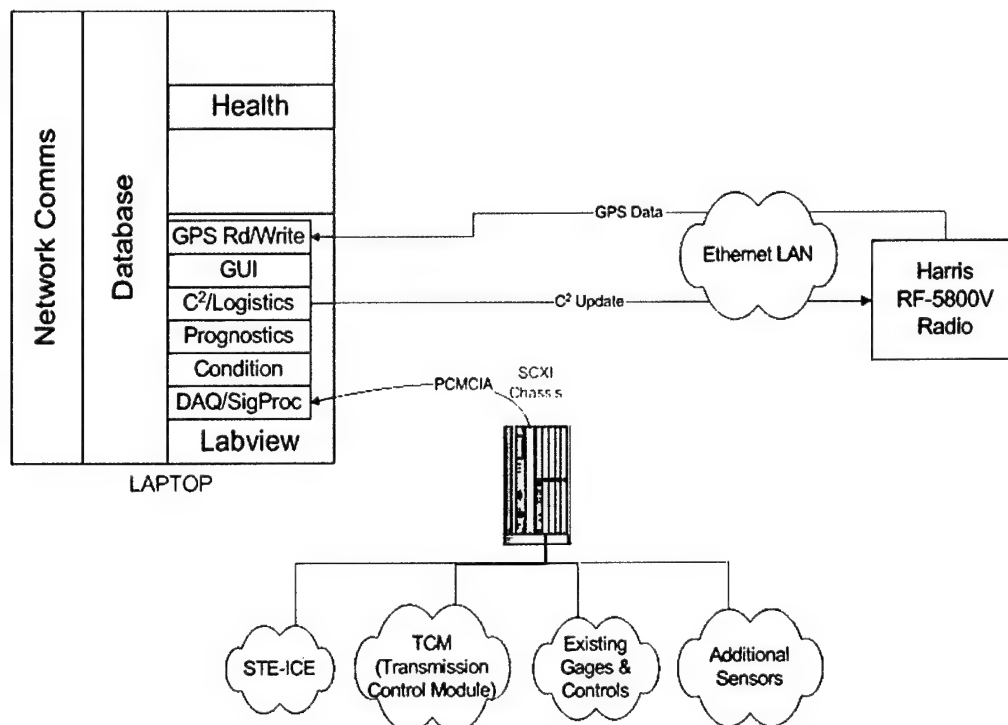 Network Comms
Database
Health
GPS Rd/Write
GUI
C²/Logistics
Prognostics
Condition
DAQ/SigProc
Labview
LAPTOP
GPS Data
Ethernet LAN
C² Update
Harris
RF-5800V
Radio
PCMCIA
SCXI
Chassis
STE-ICE
TCM
(Transmission
Control Module)
Existing
Gages &
Controls
Additional
Sensors